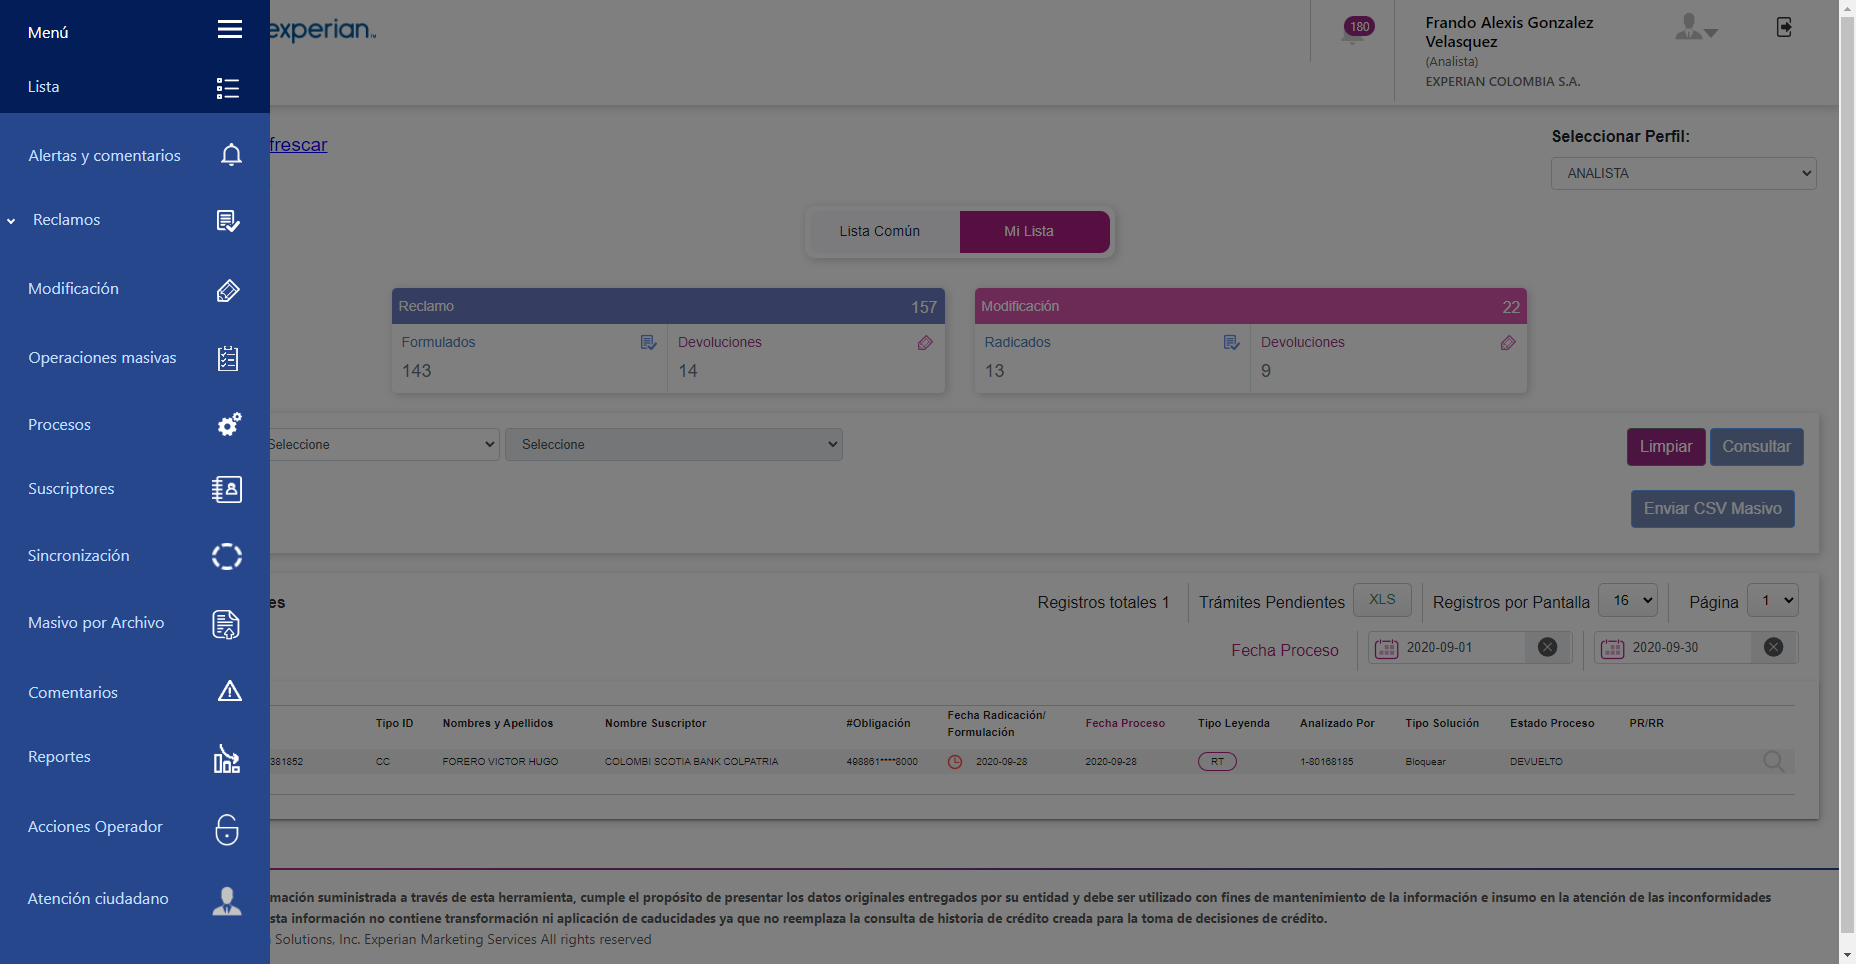 Menú
Lista
Alertas y comentarios
Reclamos
Modificación
Operaciones masivas
Procesos
Suscriptores
Sincronización
Masivo por Archivo
Comentarios
Reportes
Acciones Operador
Atención ciudadano
experian™
180
Frando Alexis Gonzalez
Velasquez
(Analista)
EXPERIAN COLOMBIA S.A.
frescar
Seleccionar Perfil:
ANALISTA
Lista Común Mi Lista
Reclamo 157
Formulados Devoluciones
143 14
Modificación 22
Radicados Devoluciones
13 9
Seleccione Seleccione
Limpiar Consultar
Enviar CSV Masivo
es Registros totales 1 Trámites Pendientes XLS Registros por Pantalla 16 Página 1
Fecha Proceso 2020-09-01 2020-09-30
Tipo ID Nombres y Apellidos Nombre Suscriptor #Obligación Fecha Radicación/ Fecha Proceso Tipo Leyenda Analizado Por Tipo Solución Estado Proceso PR/RR
Formulación
381852 CC FORERO VICTOR HUGO COLOMBI SCOTIA BANK COLPATRIA 498861****8000 2020-09-28 2020-09-28 RT 1-80168185 Bloquear DEVUELTO
mación suministrada a través de esta herramienta, cumple el propósito de presentar los datos originales entregados por su entidad y debe ser utilizado con fines de mantenimiento de la información e insumo en la atención de las inconformidades
sta información no contiene transformación ni aplicación de caducidades ya que no reemplaza la consulta de historia de crédito creada para la toma de decisiones de crédito.
Solutions, Inc. Experian Marketing Services All rights reserved